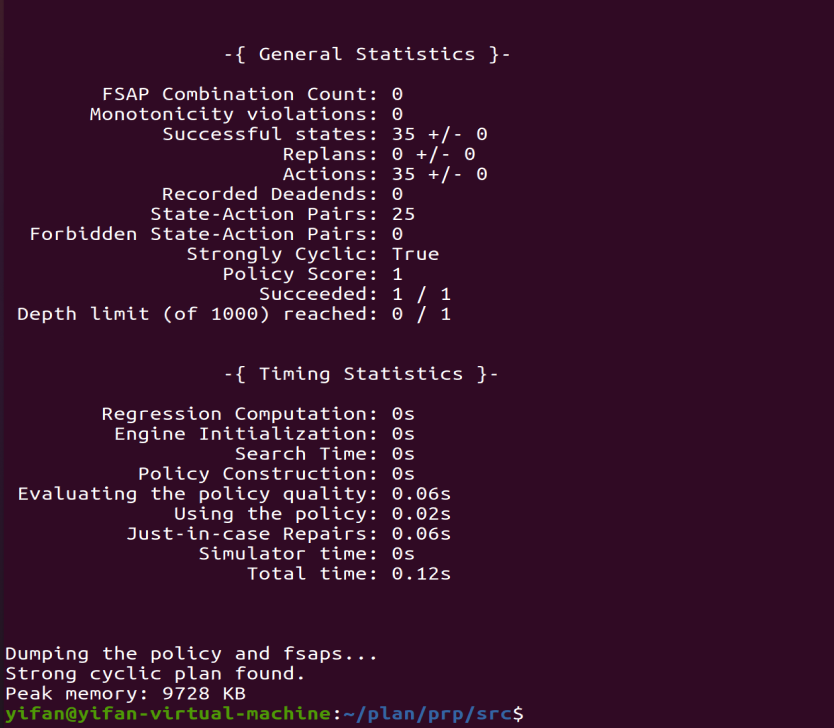 -{ General Statistics }-
FSAP Combination Count: 0
Monotonicity violations: 0
Successful states: 35 +/- 0
Replans: 0 +/- 0
Actions: 35 +/- 0
Recorded Deadends: 0
State-Action Pairs: 25
Forbidden State-Action Pairs: 0
Strongly Cyclic: True
Policy Score: 1
Succeeded: 1 / 1
Depth limit (of 1000) reached: 0 / 1
-{ Timing Statistics }-
Regression Computation: 0s
Engine Initialization: 0s
Search Time: 0s
Policy Construction: 0s
Evaluating the policy quality: 0.06s
Using the policy: 0.02s
Just-in-case Repairs: 0.06s
Simulator time: 0s
Total time: 0.12s
Dumping the policy and fsaps...
Strong cyclic plan found.
Peak memory: 9728 KB
yifan@yifan-virtual-machine:~/plan/prp/src$